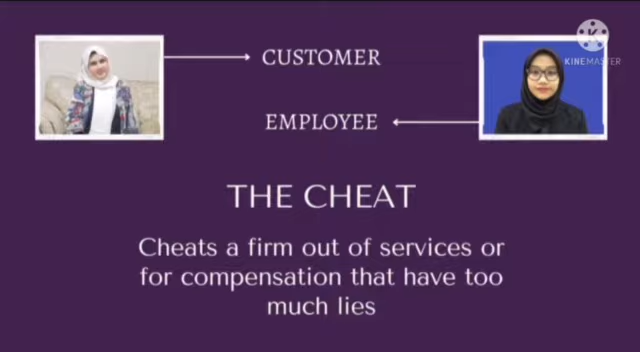 CUSTOMER
KINEMASTER
EMPLOYEE
THE CHEAT
Cheats a firm out of services or
for compensation that have too
much lies